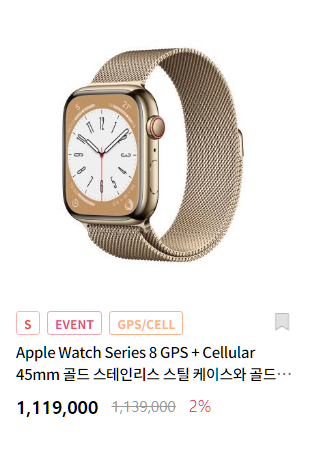 S EVENT GPS/CELL
Apple Watch Series 8 GPS + Cellular
45mm 골드 스테인리스 스틸 케이스와 골드…
1,119,000 1,139,000 2%